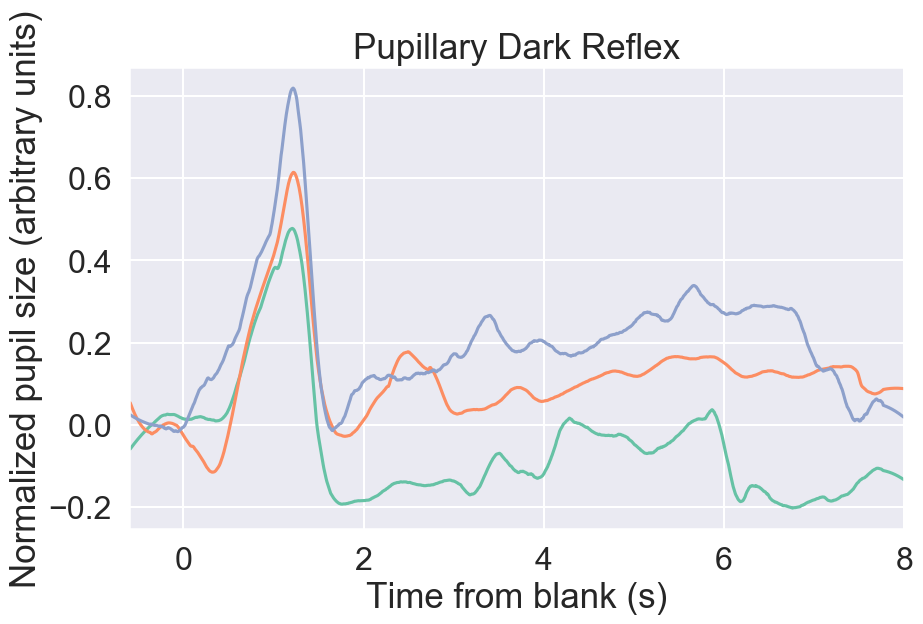 Pupillary Dark Reflex
Normalized pupil size (arbitrary units)
0.8
0.6
0.4
0.2
0.0
−0.2
0 2 4 6 8
Time from blank (s)